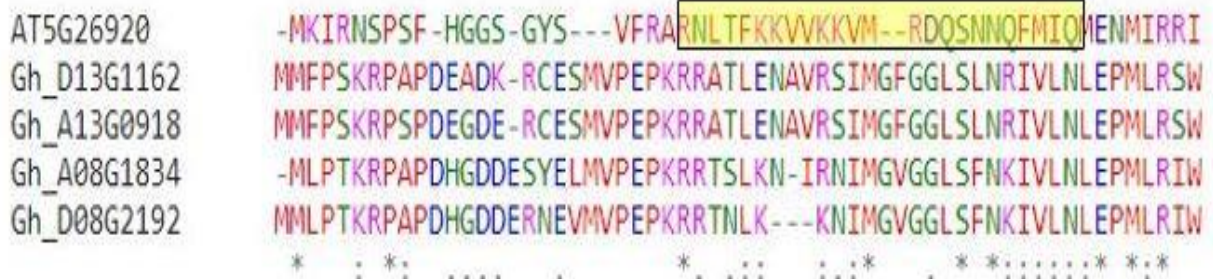 AT5G26920 -MKIRNSPSF-HGGS-GYS---VFRARNLTFKKVVKKVM--RDQSNNQFMIQMENMIRRI
Gh_D13G1162 MMFPSKRPAPDEADK-RCESMVPEPKRRATLENAVRSIMGFGGLSLNRIVLNLEPMLRSW
Gh_A13G0918 MMFPSKRPSPDEGDE-RCESMVPEPKRRATLENAVRSIMGFGGLSLNRIVLNLEPMLRSW
Gh_A08G1834 -MLPTKRPAPDHGDDESYELMVPEPKRRTSLKN-IRNIMGVGGLSFNKIVLNLEPMLRIW
Gh_D08G2192 MMLPTKRPAPDHGDDERNEVMVPEPKRRTNLK---KNIMGVGGLSFNKIVLNLEPMLRIW
* : *: .... . *. .:: :.:* . * *::::::* *:*